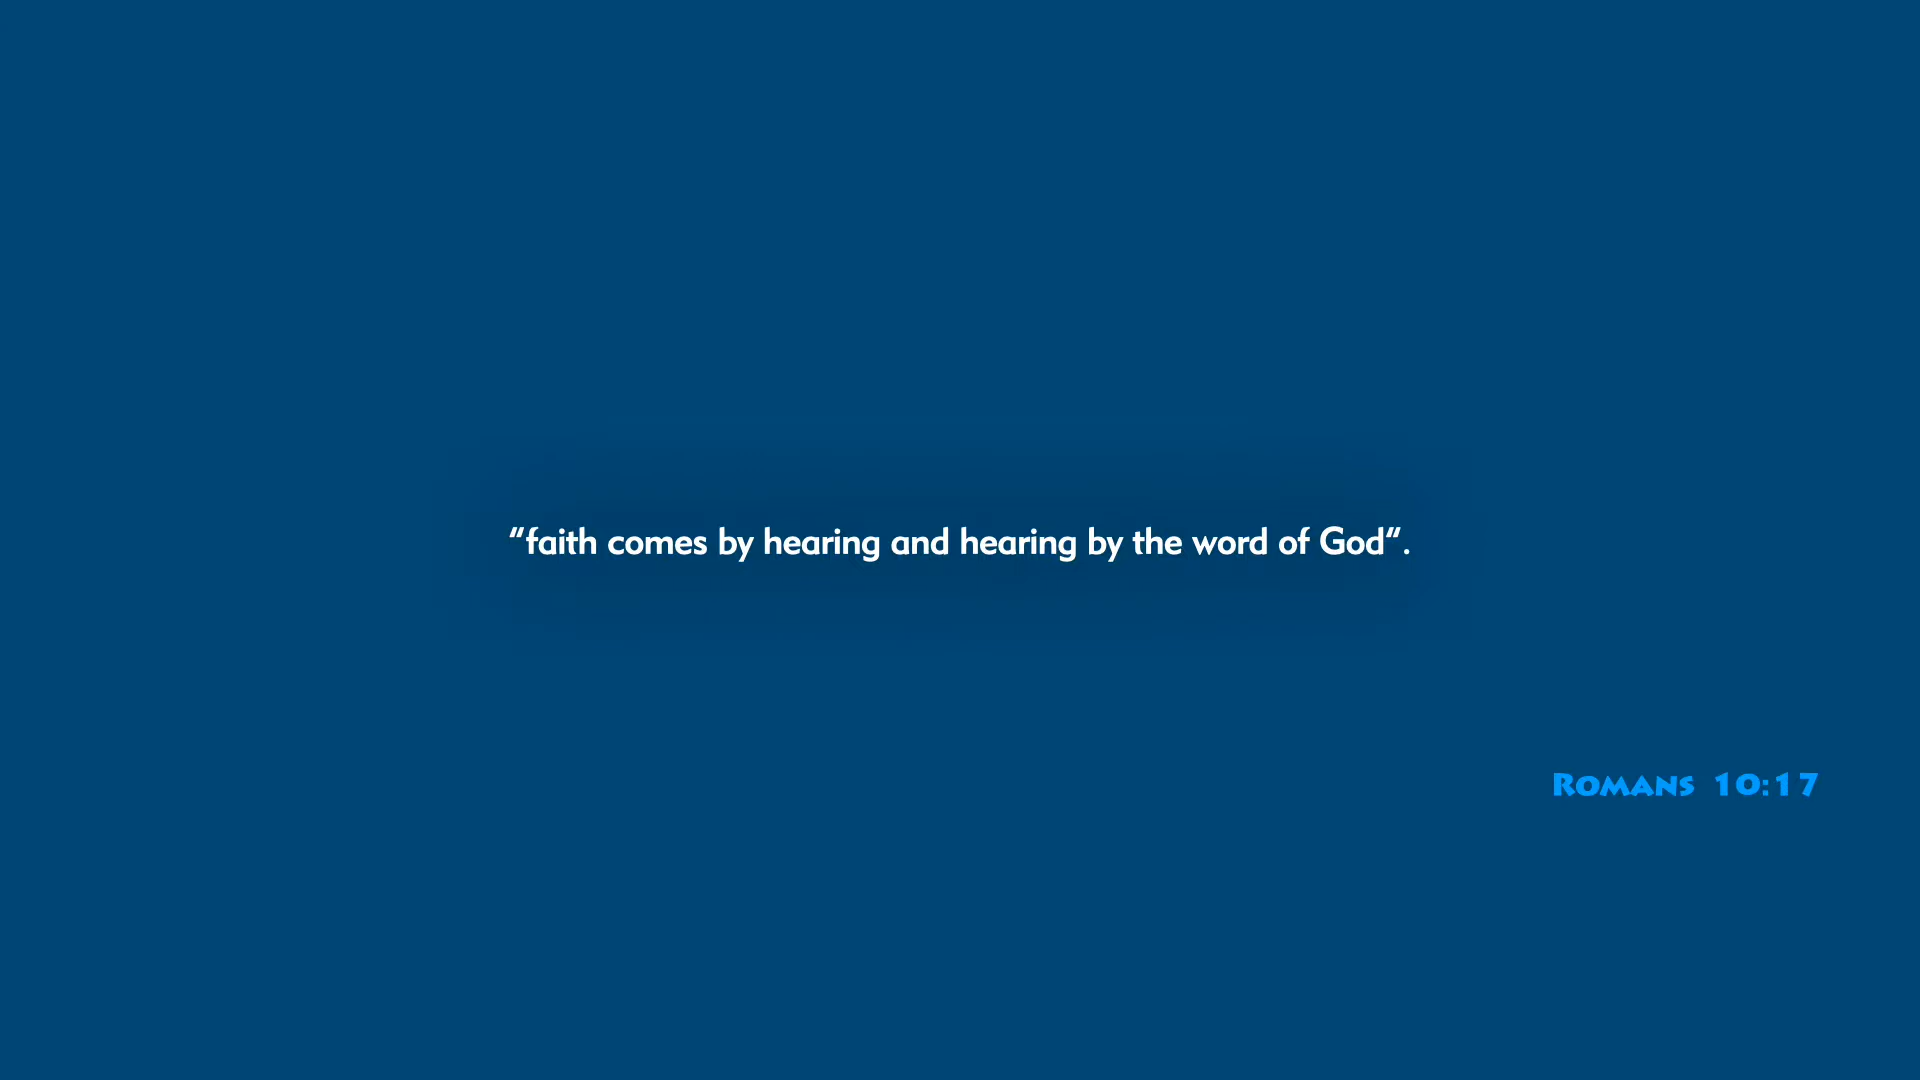 “faith comes by hearing and hearing by the word of God“.
Romans 10:17